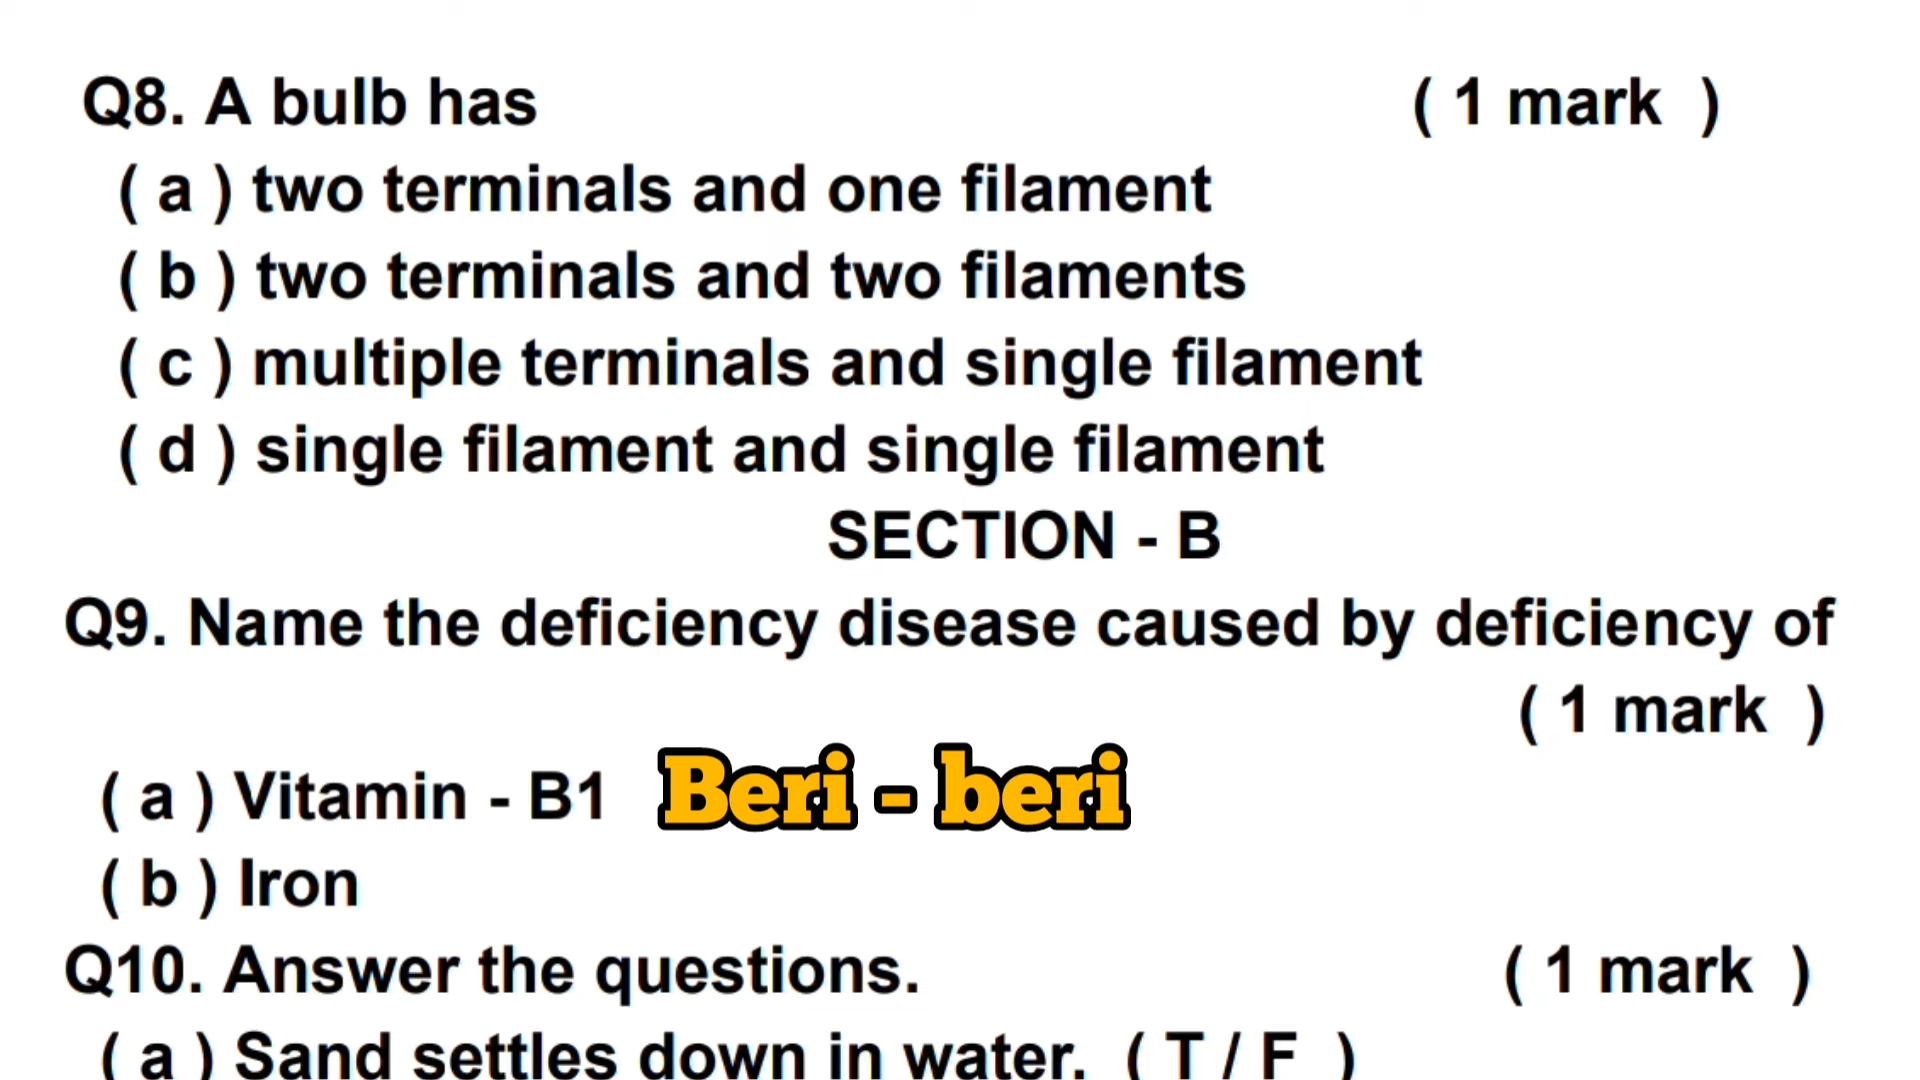 Q8. A bulb has ( 1 mark )
( a ) two terminals and one filament
( b ) two terminals and two filaments
( c ) multiple terminals and single filament
( d ) single filament and single filament
SECTION - B
Q9. Name the deficiency disease caused by deficiency of
( 1 mark )
( a ) Vitamin - B1 Beri - beri
( b ) Iron
Q10. Answer the questions. ( 1 mark )
( a ) Sand settles down in water. ( T / F )